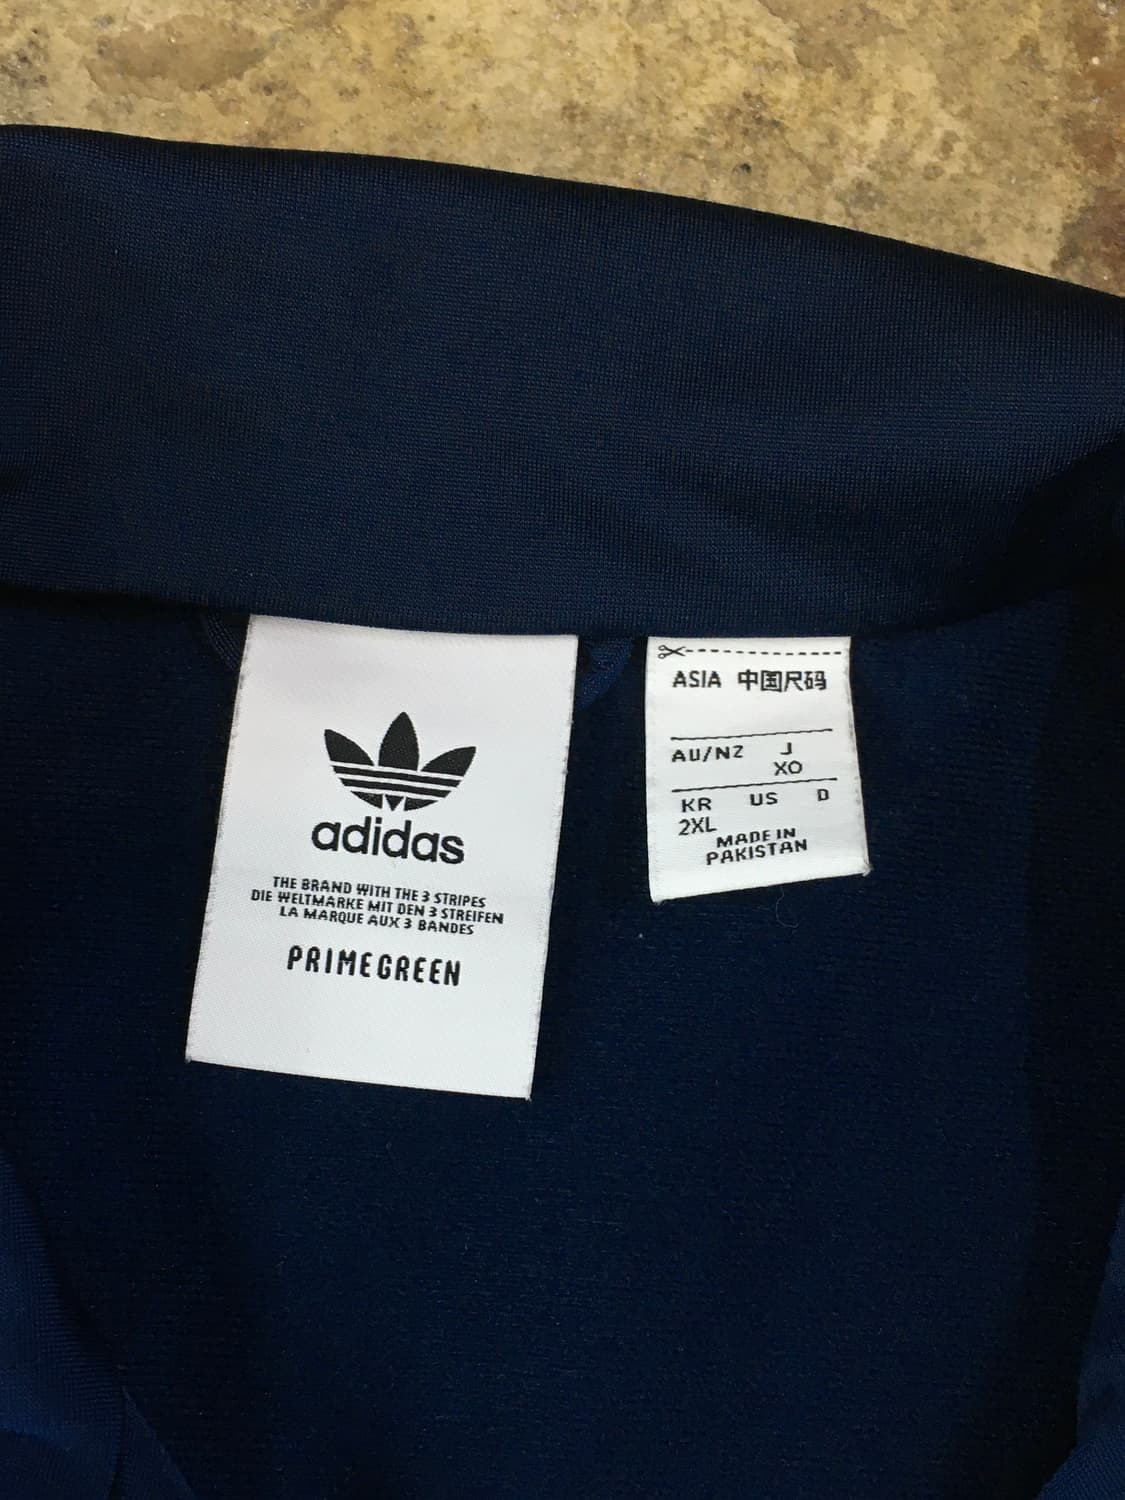 adidas
THE BRAND WITH THE 3 STRIPES
DIE WELTMARKE MIT DEN 3 STREIFEN
LA MARQUE AUX 3 BANDES
PRIMEGREEN
ASIA 中国尺码
AU/NZ J
XO
KR US D
2XL
MADE IN
PAKISTAN